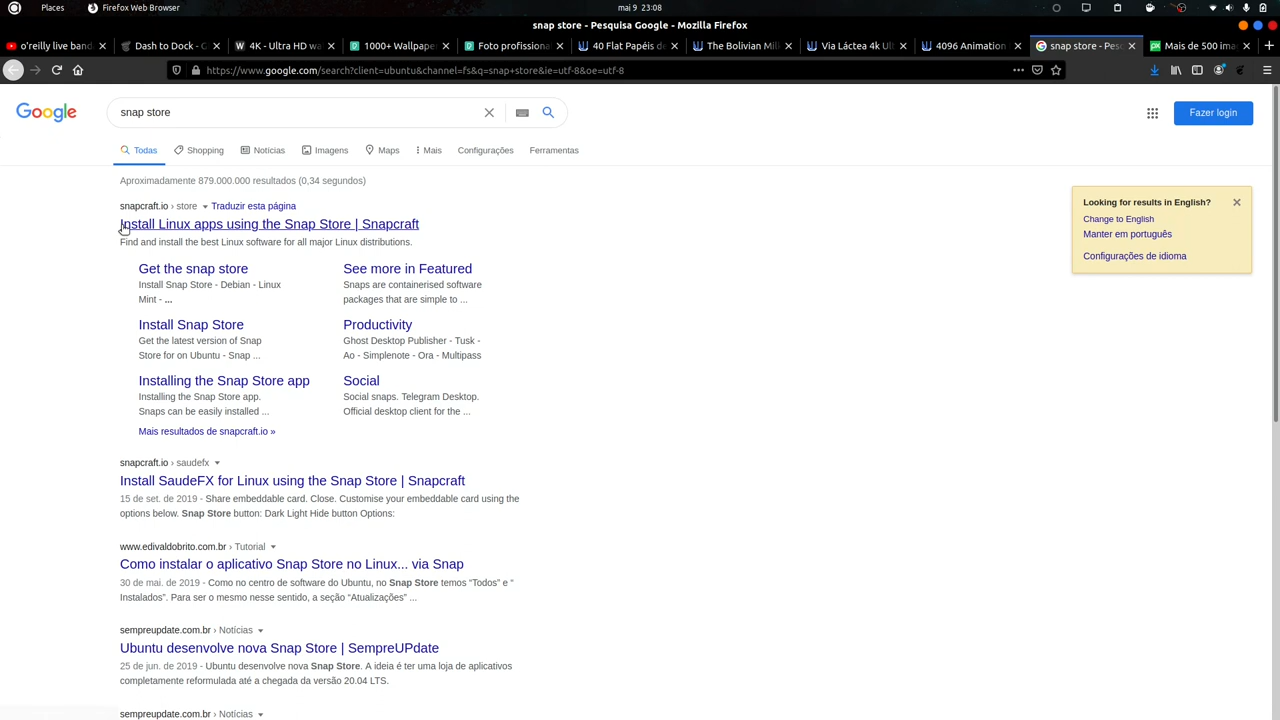 Places
Firefox Web Browser
mai 9 23:08
snap store - Pesquisa Google - Mozilla Firefox
o'reilly live band
Dash to Dock - G
4K - Ultra HD wa
1000+ Wallpape
Foto profissiona
40 Flat Papéis de
The Bolivian Mil
Via Láctea 4k Ul
4096 Animation
snap store - Pes
Mais de 500 ima
https://www.google.com/search?client=ubuntu&channel=fs&q=snap+store&ie=utf-8&oe=utf-8
Google
snap store
Fazer login
Todas
Shopping
Notícias
Imagens
Maps
Mais
Configurações
Ferramentas
Aproximadamente 879.000.000 resultados (0,34 segundos)
snapcraft.io › store Traduzir esta página
Install Linux apps using the Snap Store | Snapcraft
Find and install the best Linux software for all major Linux distributions.
Get the snap store
Install Snap Store - Debian - Linux
Mint - ...
See more in Featured
Snaps are containerised software
packages that are simple to ...
Install Snap Store
Get the latest version of Snap
Store for on Ubuntu - Snap ...
Productivity
Ghost Desktop Publisher - Tusk -
Ao - Simplenote - Ora - Multipass
Installing the Snap Store app
Installing the Snap Store app.
Snaps can be easily installed ...
Social
Social snaps. Telegram Desktop.
Official desktop client for the ...
Mais resultados de snapcraft.io »
snapcraft.io › saudefx
Install SaudeFX for Linux using the Snap Store | Snapcraft
15 de set. de 2019 - Share embeddable card. Close. Customise your embeddable card using the
options below. Snap Store button: Dark Light Hide button Options:
www.edivaldobrito.com.br › Tutorial
Como instalar o aplicativo Snap Store no Linux... via Snap
30 de mai. de 2019 - Como no centro de software do Ubuntu, no Snap Store temos “Todos” e “
Instalados”. Para ser o mesmo nesse sentido, a seção “Atualizações” ...
sempreupdate.com.br › Notícias
Ubuntu desenvolve nova Snap Store | SempreUPdate
25 de jun. de 2019 - Ubuntu desenvolve nova Snap Store. A ideia é ter uma loja de aplicativos
completamente reformulada até a chegada da versão 20.04 LTS.
sempreupdate.com.br › Notícias
Looking for results in English?
Change to English
Manter em português
Configurações de idioma